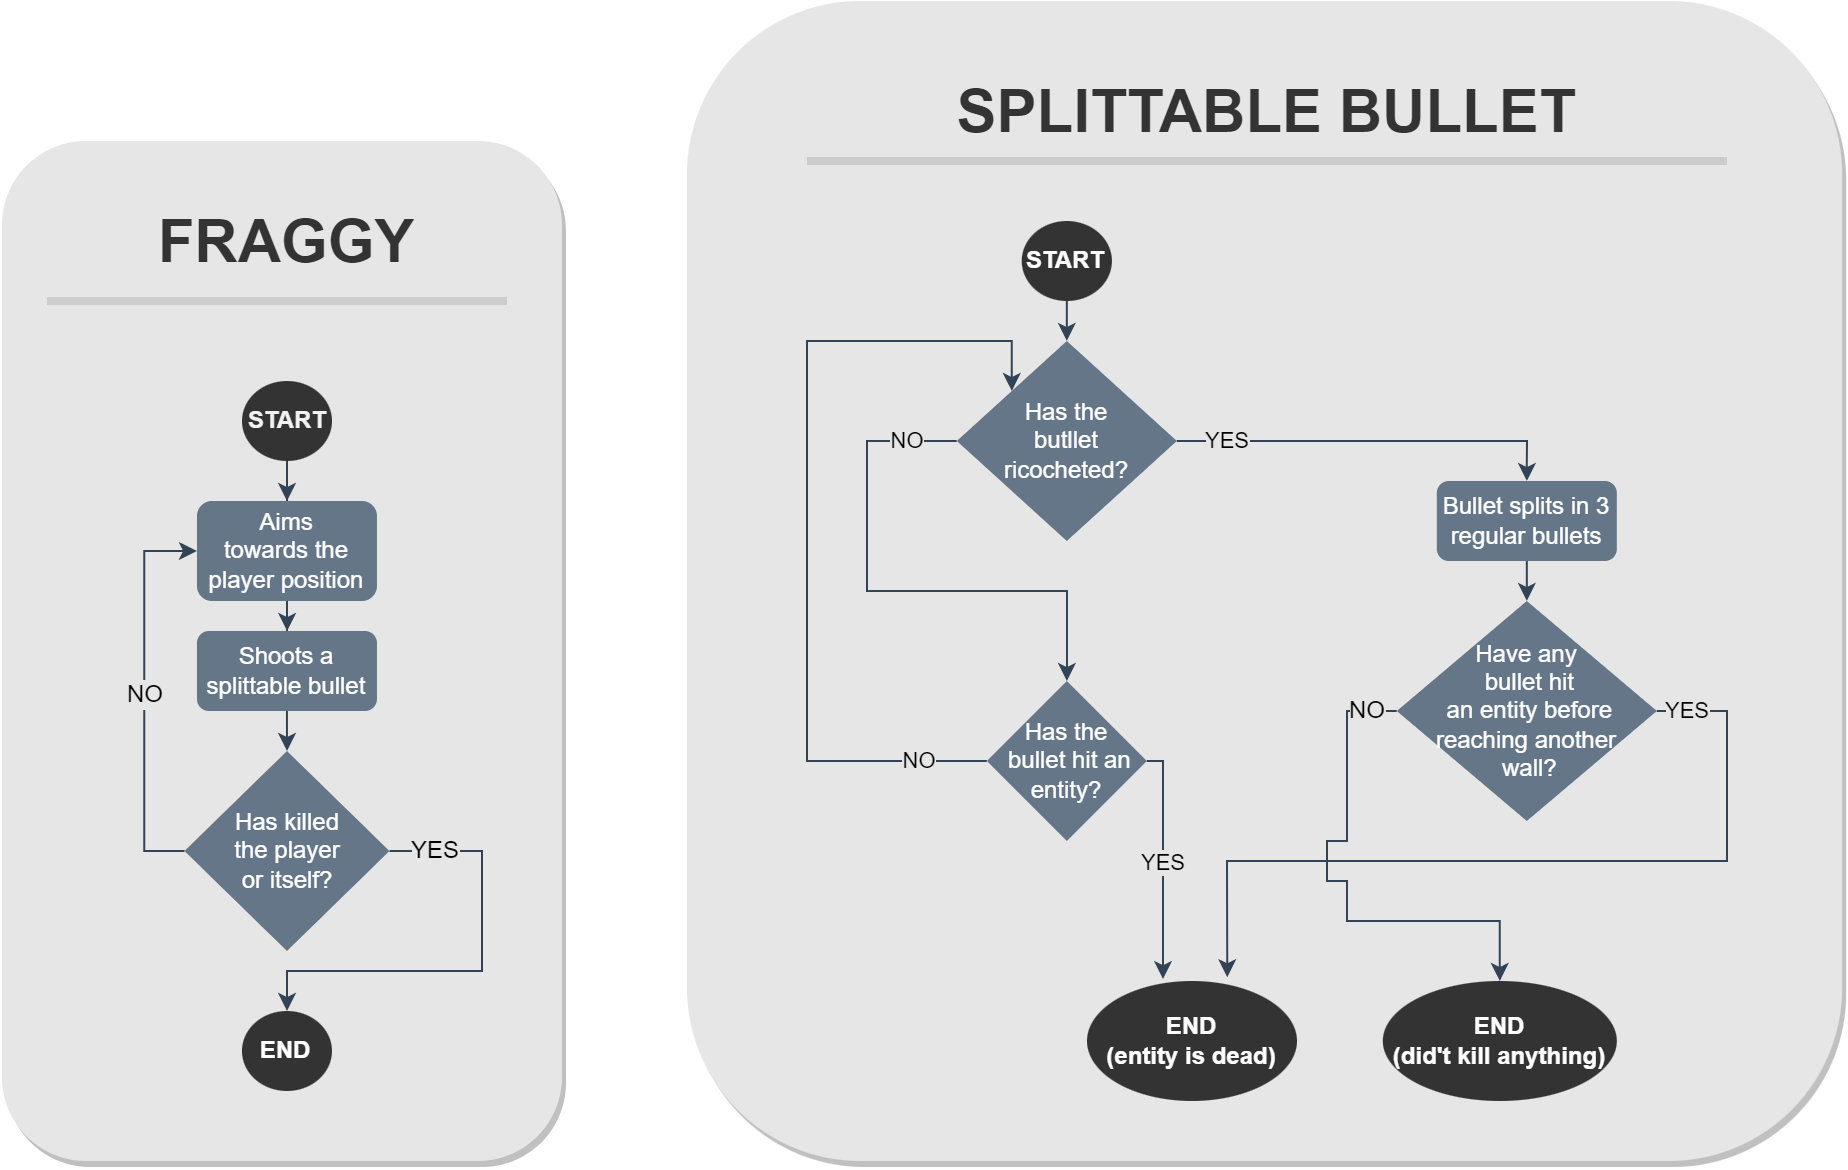 FRAGGY
START
Aims
towards the
player position
Shoots a
splittable bullet
NO
Has killed
the player
or itself?
YES
END
SPLITTABLE BULLET
START
Has the
butllet
ricocheted?
NO
YES
Bullet splits in 3
regular bullets
Have any
bullet hit
an entity before
reaching another
wall?
NO
YES
Has the
bullet hit an
entity?
NO
YES
END
(entity is dead)
END
(did't kill anything)